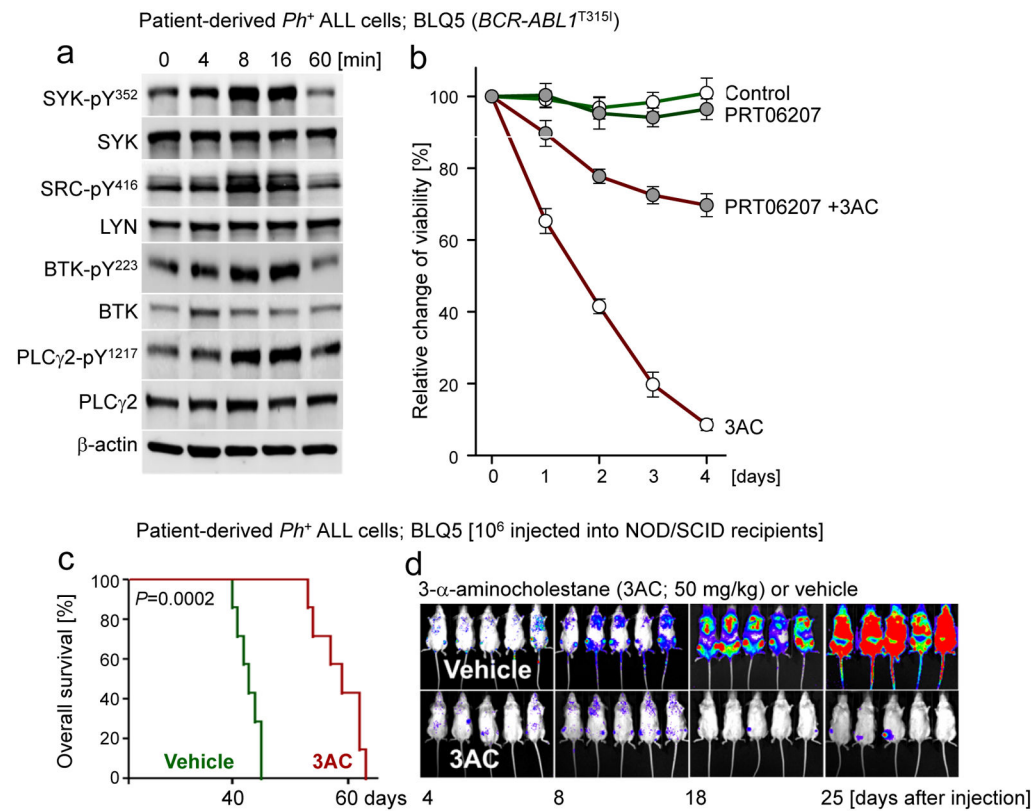 Patient-derived Ph+ ALL cells; BLQ5 (BCR-ABL1T315I)
a
0 4 8 16 60 [min]
SYK-pY352
SYK
SRC-pY416
LYN
BTK-pY223
BTK
PLCγ2-pY1217
PLCγ2
β-actin
b
Relative change of viability [%]
100
80
60
40
20
0
0 1 2 3 4 [days]
Control
PRT06207
PRT06207 +3AC
3AC
Patient-derived Ph+ ALL cells; BLQ5 [10⁶ injected into NOD/SCID recipients]
c
Overall survival [%]
100
80
60
40
20
0
P=0.0002
Vehicle
3AC
40 60 days
d
3-α-aminocholestane (3AC; 50 mg/kg) or vehicle
Vehicle
3AC
4 8 18 25 [days after injection]